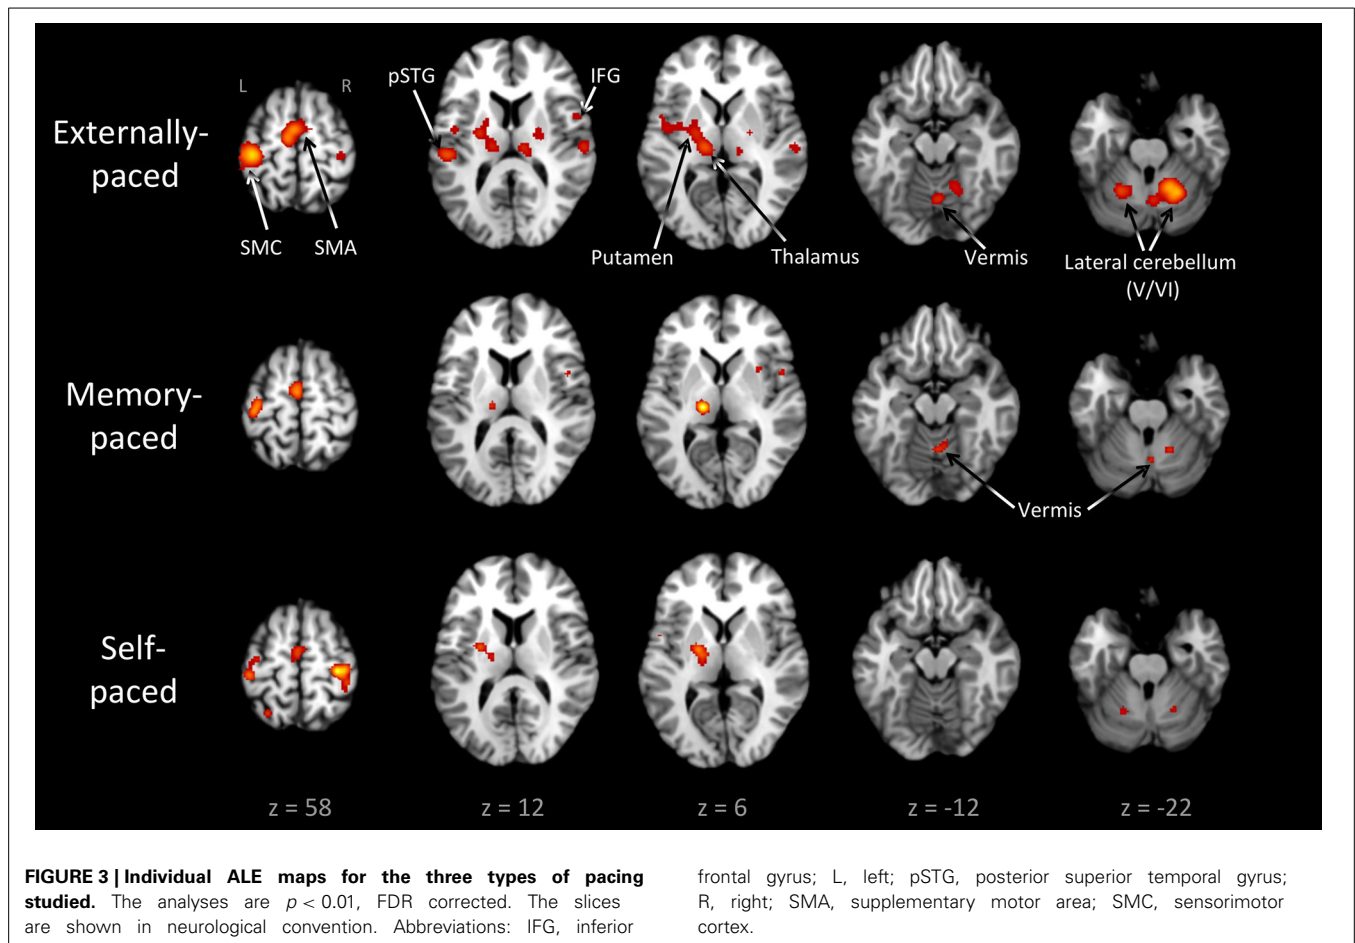 L
R
pSTG
IFG
Externally-
paced
SMC
SMA
Putamen
Thalamus
Vermis
Lateral cerebellum
(V/VI)
Memory-
paced
Vermis
Self-
paced
z = 58
z = 12
z = 6
z = -12
z = -22
FIGURE 3 | Individual ALE maps for the three types of pacing
studied. The analyses are p < 0.01, FDR corrected. The slices
are shown in neurological convention. Abbreviations: IFG, inferior
frontal gyrus; L, left; pSTG, posterior superior temporal gyrus;
R, right; SMA, supplementary motor area; SMC, sensorimotor
cortex.